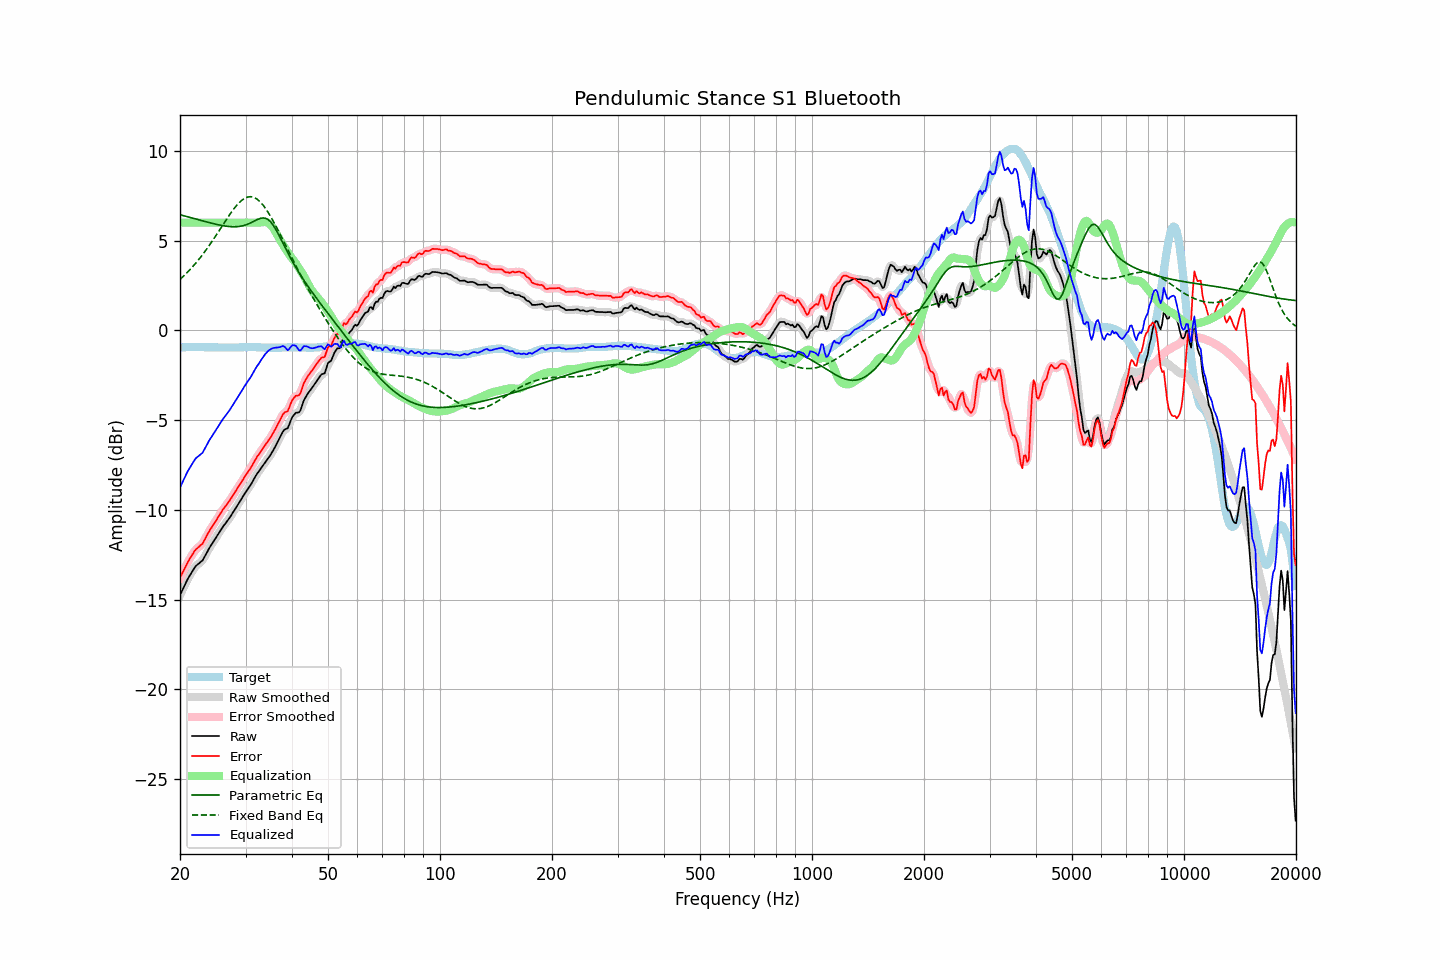 Pendulumic Stance S1 Bluetooth
Amplitude (dBr)
10
5
0
−5
−10
−15
−20
−25
Target
Raw Smoothed
Error Smoothed
Raw
Error
Equalization
Parametric Eq
Fixed Band Eq
Equalized
20 50 100 200 500 1000 2000 5000 10000 20000
Frequency (Hz)